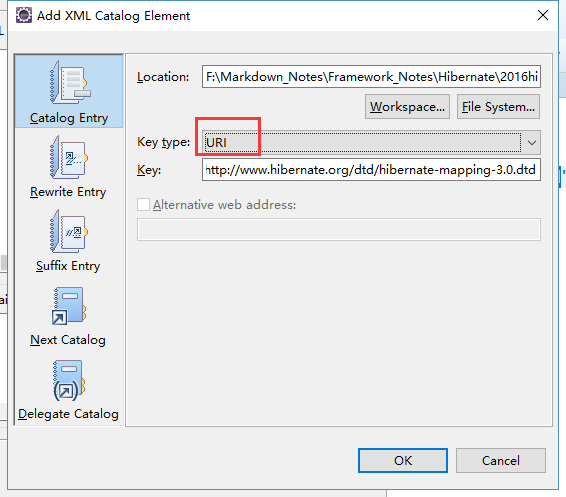 Add XML Catalog Element
Catalog Entry
Rewrite Entry
Suffix Entry
Next Catalog
Delegate Catalog
Location: F:\Markdown_Notes\Framework_Notes\Hibernate\2016hi
Workspace... File System...
Key type: URI
Key: http://www.hibernate.org/dtd/hibernate-mapping-3.0.dtd
Alternative web address:
OK Cancel